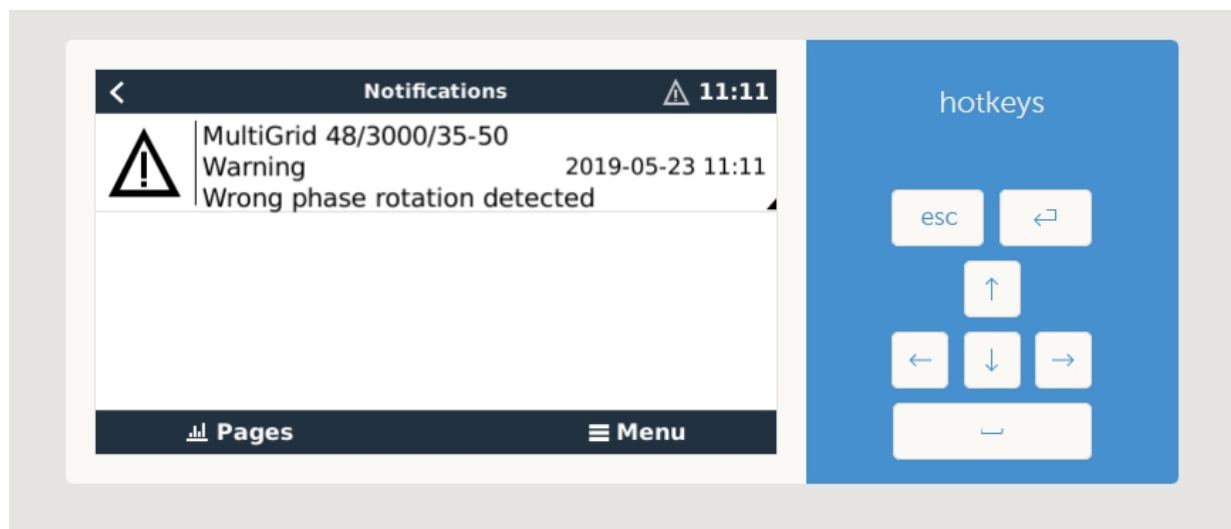 Notifications 11:11
MultiGrid 48/3000/35-50
Warning 2019-05-23 11:11
Wrong phase rotation detected
Pages Menu
hotkeys
esc